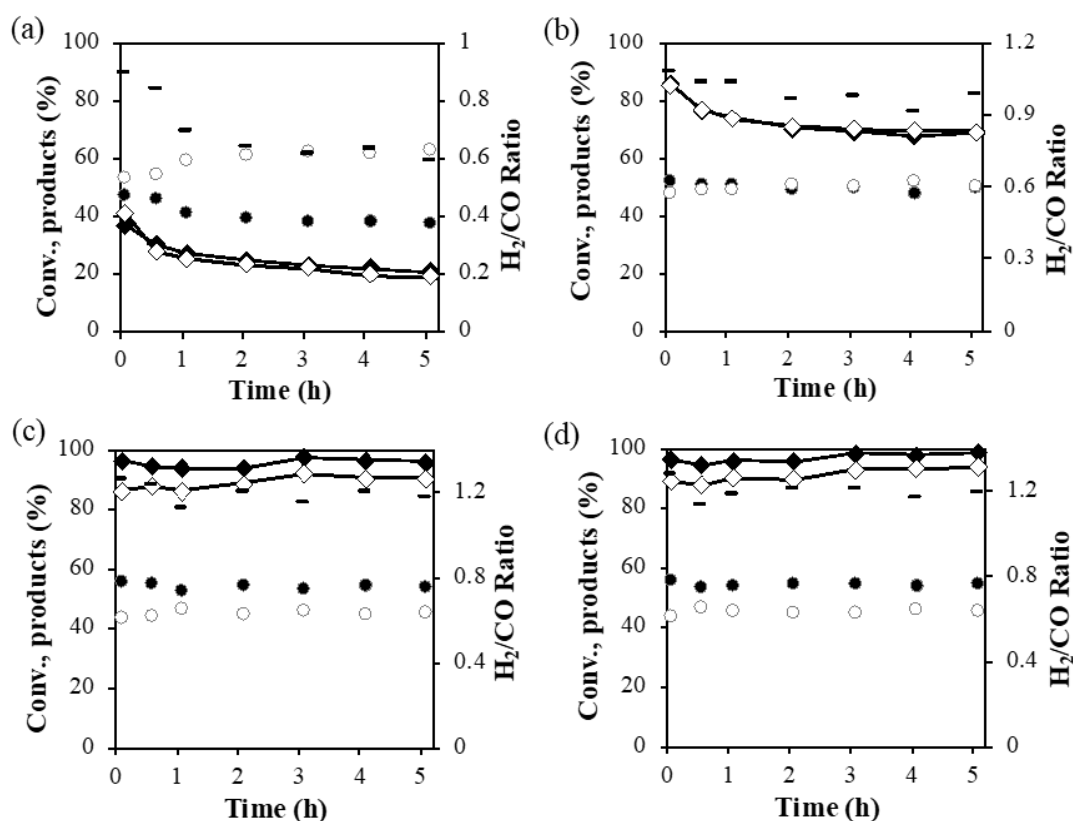 (a)
100
80
60
40
20
0
Conv., products (%)
1
0.8
0.6
0.4
0.2
0
H₂/CO Ratio
0 1 2 3 4 5
Time (h)
(b)
100
80
60
40
20
0
Conv., products (%)
1.2
0.9
0.6
0.3
0
H₂/CO Ratio
0 1 2 3 4 5
Time (h)
(c)
100
80
60
40
20
0
Conv., products (%)
1.2
0.8
0.4
0
H₂/CO Ratio
0 1 2 3 4 5
Time (h)
(d)
100
80
60
40
20
0
Conv., products (%)
1.2
0.8
0.4
0
H₂/CO Ratio
0 1 2 3 4 5
Time (h)